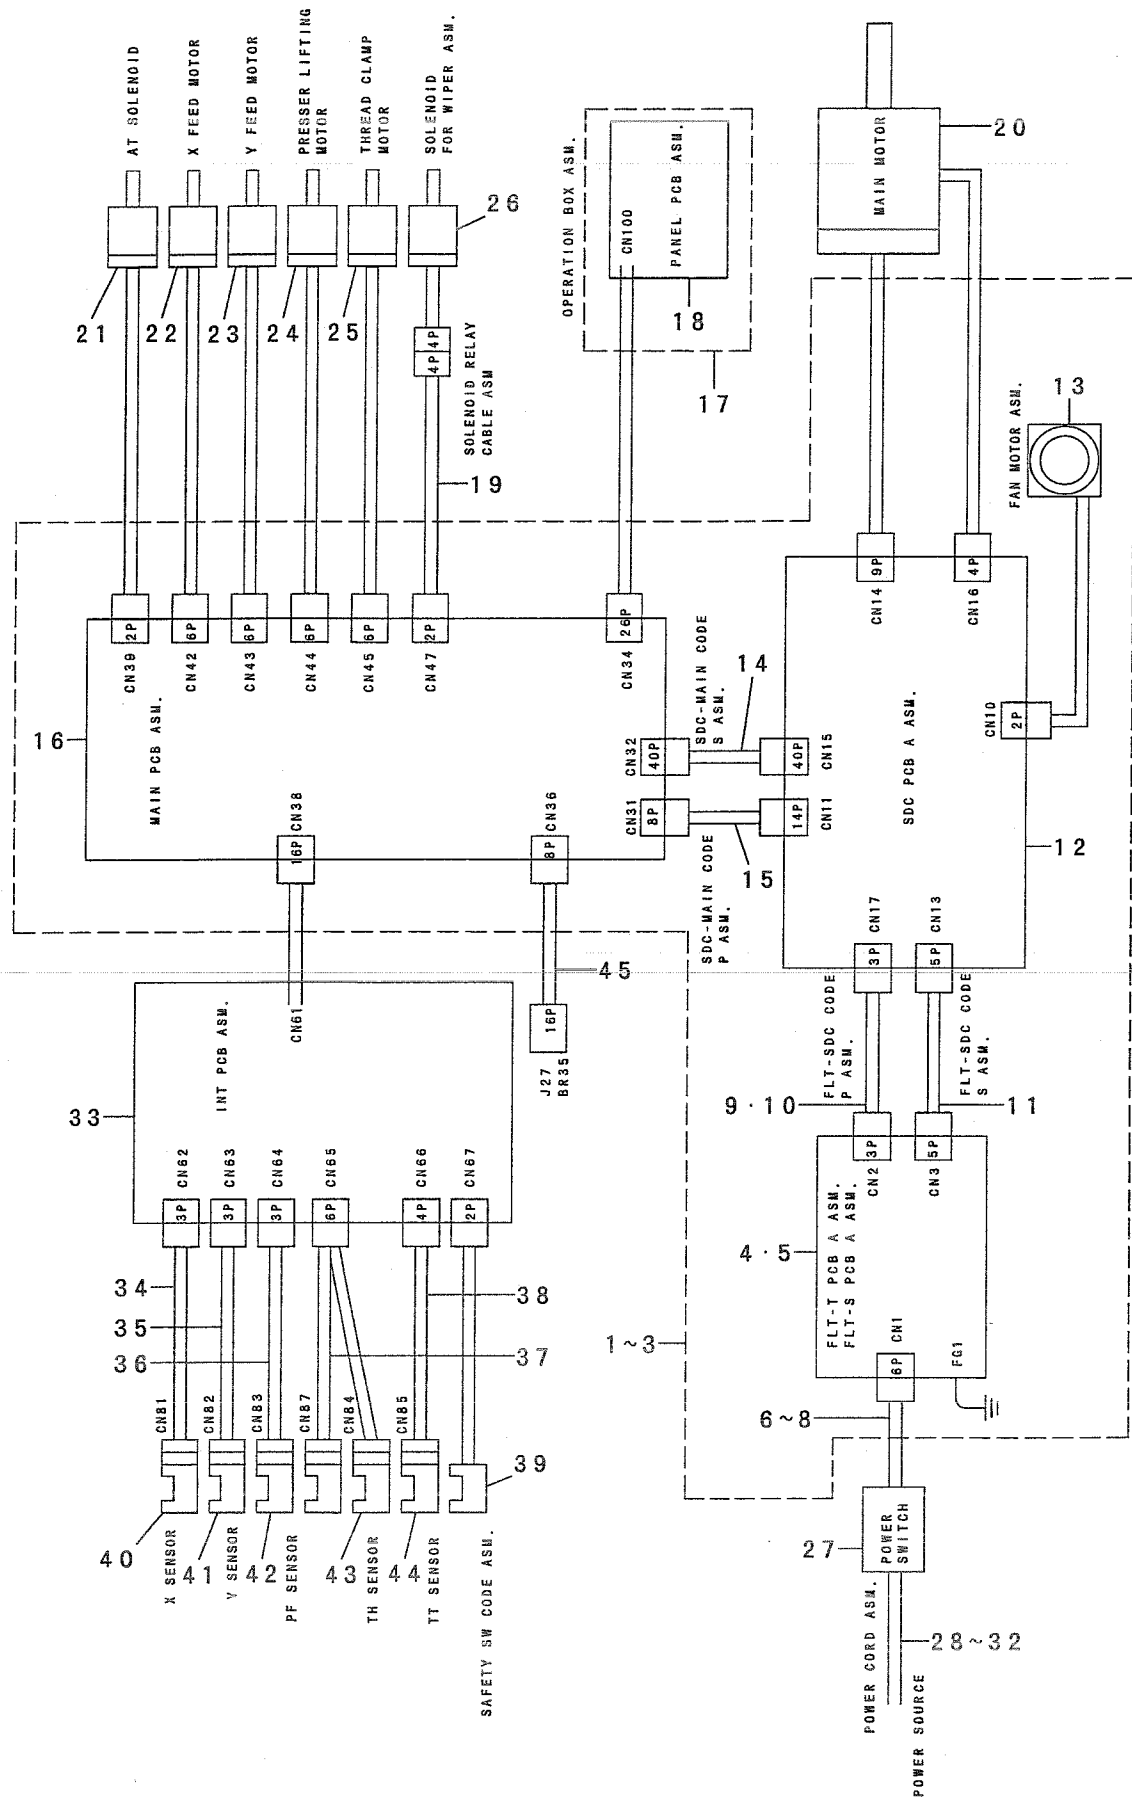 AT SOLENOID
X FEED MOTOR
Y FEED MOTOR
PRESSER LIFTING
MOTOR
THREAD CLAMP
MOTOR
SOLENOID
FOR WIPER ASM.
21
22
23
24
25
26
4P
4P
SOLENOID RELAY
CABLE ASM
19
OPERATION BOX ASM.
CN100
PANEL PCB ASM.
18
17
MAIN MOTOR
20
FAN MOTOR ASM.
13
2P
6P
6P
6P
6P
2P
26P
CN39
CN42
CN43
CN44
CN45
CN47
CN34
16
MAIN PCB ASM.
CN32
40P
CN31
8P
SDC-MAIN CODE
S ASM.
14
40P
CN15
14P
CN11
15
SDC-MAIN CODE
P ASM.
9P
CN14
4P
CN16
CN10
2P
SDC PCB A ASM.
12
16P
CN38
8P
CN36
45
16P
J27
BR35
CN61
INT PCB ASM.
33
3P
CN17
5P
CN13
FLT-SDC CODE
P ASM.
9·10
FLT-SDC CODE
S ASM.
11
3P
CN2
5P
CN3
4·5
FLT-T PCB A ASM.
FLT-S PCB A ASM.
6P
CN1
FG1
1~3
6~8
CN62
CN63
CN64
CN65
CN66
CN67
3P
3P
3P
6P
4P
2P
34
35
36
37
38
CN81
CN82
CN83
CN87
CN84
CN85
39
40
41
42
43
44
X SENSOR
Y SENSOR
PF SENSOR
TH SENSOR
TT SENSOR
SAFETY SW CODE ASM.
27
POWER
SWITCH
POWER CORD ASM.
28~32
POWER SOURCE